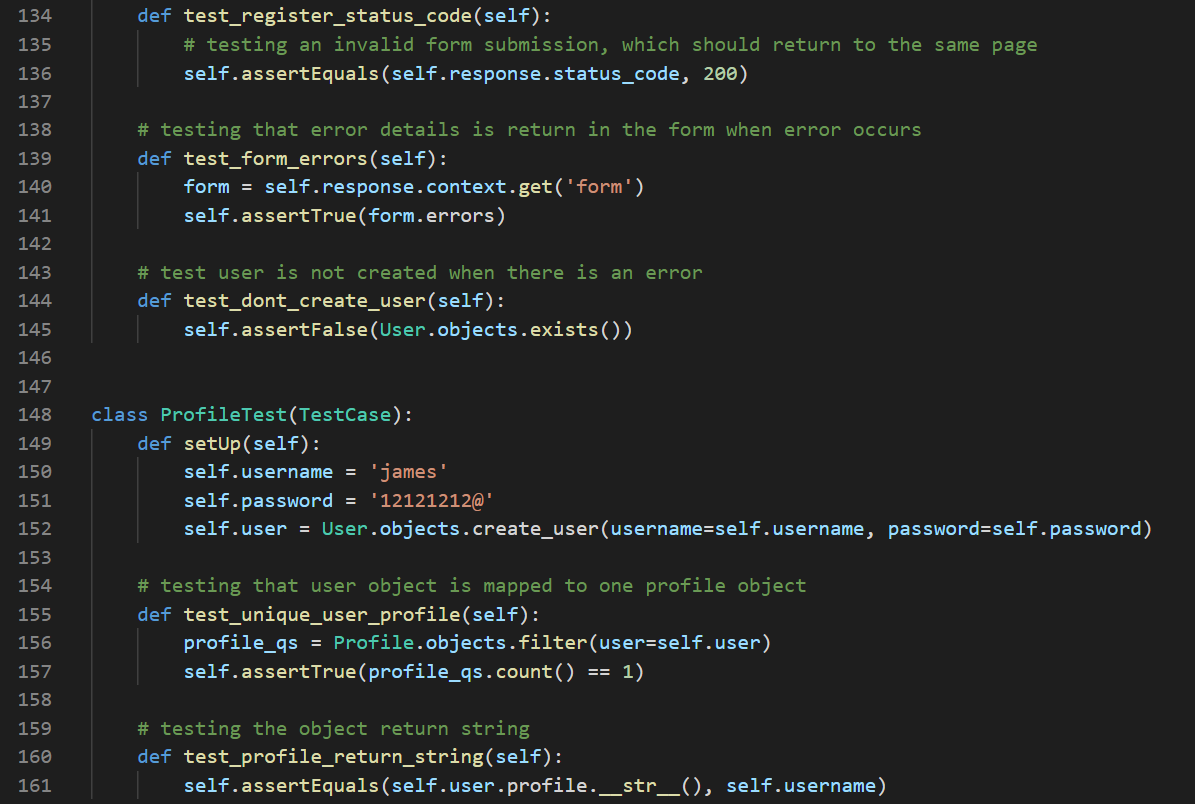 134 def test_register_status_code(self):
135 # testing an invalid form submission, which should return to the same page
136 self.assertEquals(self.response.status_code, 200)
137
138 # testing that error details is return in the form when error occurs
139 def test_form_errors(self):
140 form = self.response.context.get('form')
141 self.assertTrue(form.errors)
142
143 # test user is not created when there is an error
144 def test_dont_create_user(self):
145 self.assertFalse(User.objects.exists())
146
147
148 class ProfileTest(TestCase):
149 def setUp(self):
150 self.username = 'james'
151 self.password = '12121212@'
152 self.user = User.objects.create_user(username=self.username, password=self.password)
153
154 # testing that user object is mapped to one profile object
155 def test_unique_user_profile(self):
156 profile_qs = Profile.objects.filter(user=self.user)
157 self.assertTrue(profile_qs.count() == 1)
158
159 # testing the object return string
160 def test_profile_return_string(self):
161 self.assertEquals(self.user.profile.__str__(), self.username)